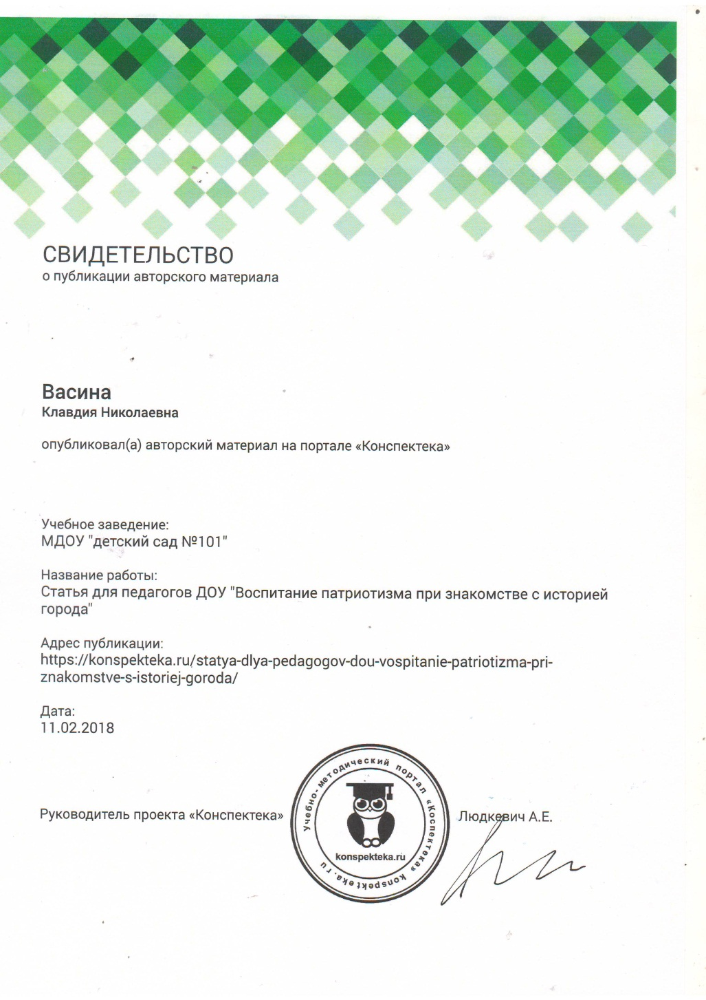 СВИДЕТЕЛЬСТВО
о публикации авторского материала
Васина
Клавдия Николаевна
опубликовал(а) авторский материал на портале «Конспектека»
Учебное заведение:
МДОУ "детский сад №101"
Название работы:
Статья для педагогов ДОУ "Воспитание патриотизма при знакомстве с историей
города"
Адрес публикации:
https://konspekteka.ru/statya-dlya-pedagogov-dou-vospitanie-patriotizma-pri-
znakomstve-s-istoriej-goroda/
Дата:
11.02.2018
Руководитель проекта «Конспектека»
Учебно-методический портал «Коспектека» konspekteka.ru
konspekteka.ru
Людкевич А.Е.